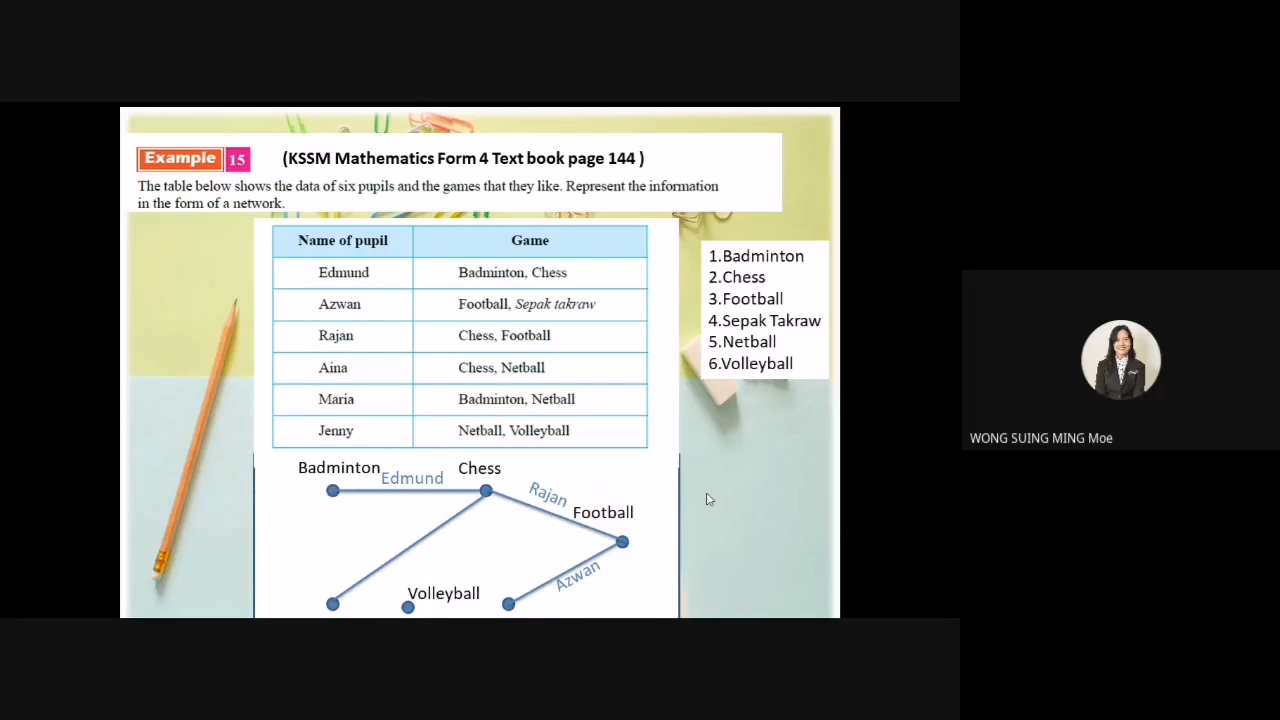 Example 15 (KSSM Mathematics Form 4 Text book page 144 )
The table below shows the data of six pupils and the games that they like. Represent the information
in the form of a network.
Name of pupil Game
Edmund Badminton, Chess
Azwan Football, Sepak takraw
Rajan Chess, Football
Aina Chess, Netball
Maria Badminton, Netball
Jenny Netball, Volleyball
1.Badminton
2.Chess
3.Football
4.Sepak Takraw
5.Netball
6.Volleyball
Badminton Edmund Chess
Rajan
Football
Azwan
Volleyball
WONG SUING MING Moe